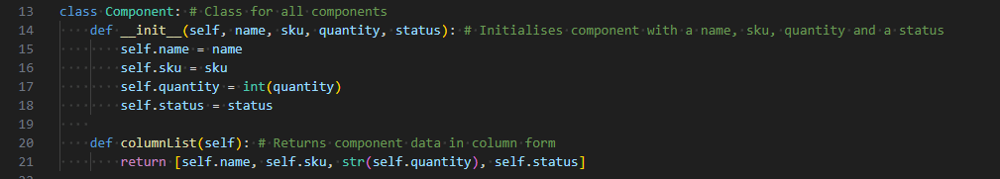 13 class Component: # Class for all components
14     def __init__(self, name, sku, quantity, status): # Initialises component with a name, sku, quantity and a status
15         self.name = name
16         self.sku = sku
17         self.quantity = int(quantity)
18         self.status = status
19
20     def columnList(self): # Returns component data in column form
21         return [self.name, self.sku, str(self.quantity), self.status]